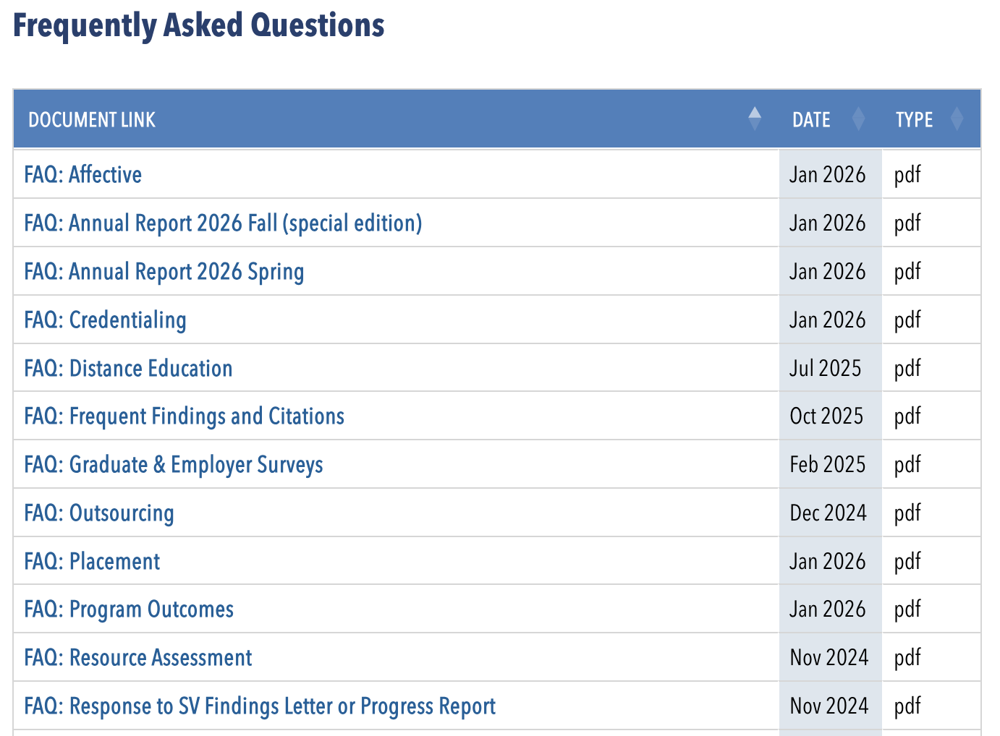 Frequently Asked Questions
DOCUMENT LINK DATE TYPE
FAQ: Affective Jan 2026 pdf
FAQ: Annual Report 2026 Fall (special edition) Jan 2026 pdf
FAQ: Annual Report 2026 Spring Jan 2026 pdf
FAQ: Credentialing Jan 2026 pdf
FAQ: Distance Education Jul 2025 pdf
FAQ: Frequent Findings and Citations Oct 2025 pdf
FAQ: Graduate & Employer Surveys Feb 2025 pdf
FAQ: Outsourcing Dec 2024 pdf
FAQ: Placement Jan 2026 pdf
FAQ: Program Outcomes Jan 2026 pdf
FAQ: Resource Assessment Nov 2024 pdf
FAQ: Response to SV Findings Letter or Progress Report Nov 2024 pdf